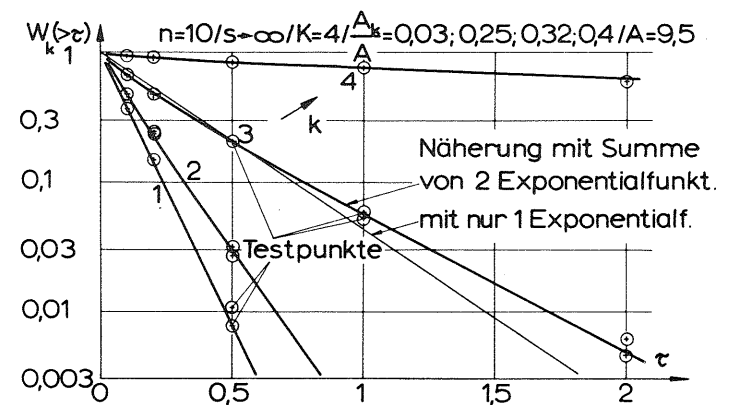 W_k(>τ)
n=10/s→∞/K=4/A_k/A=0,03; 0,25; 0,32; 0,4/A=9,5
1
4
0,3
k
3
Näherung mit Summe
von 2 Exponentialfunkt.
0,1
1
2
mit nur 1 Exponentialf.
0,03
Testpunkte
0,01
0,003
τ
0
0,5
1
1,5
2